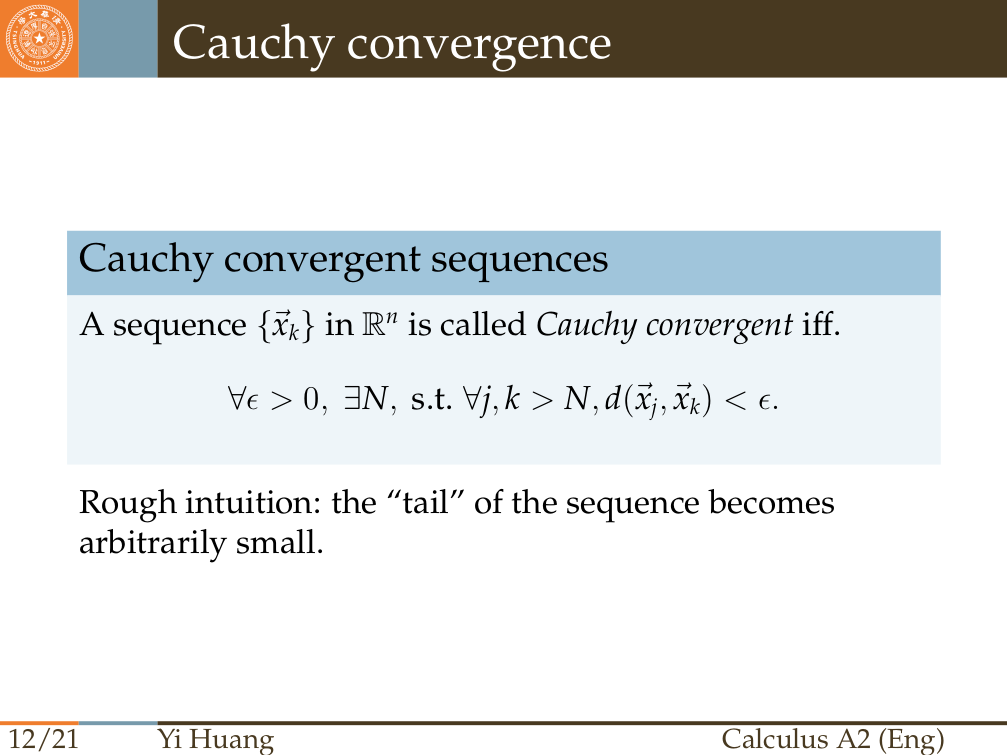 Cauchy convergence
Cauchy convergent sequences
A sequence {x⃗ₖ} in ℝⁿ is called Cauchy convergent iff.
∀ϵ > 0, ∃N, s.t. ∀j, k > N, d(x⃗ⱼ, x⃗ₖ) < ϵ.
Rough intuition: the “tail” of the sequence becomes
arbitrarily small.
12/21 Yi Huang Calculus A2 (Eng)